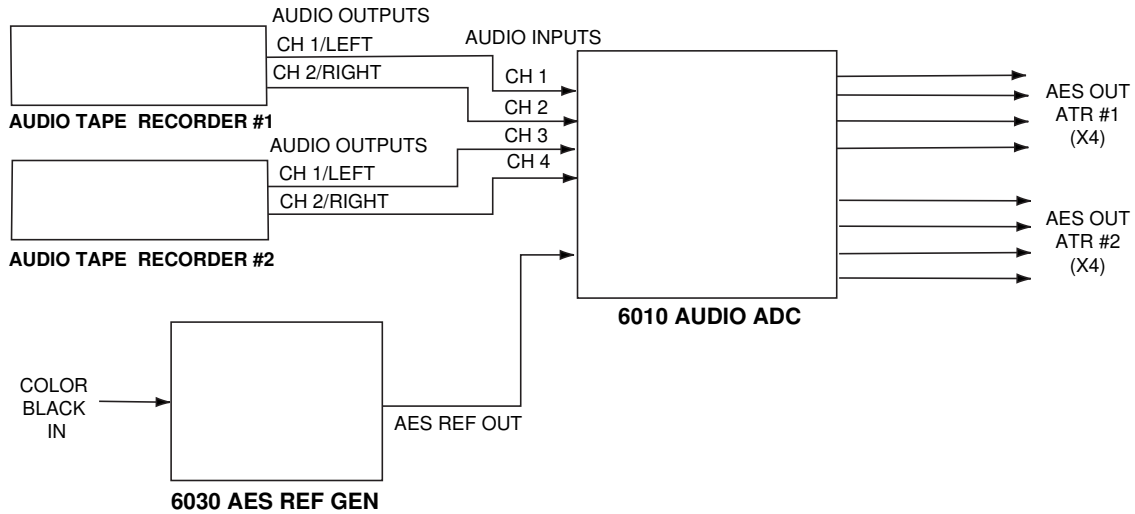 AUDIO OUTPUTS
CH 1/LEFT
CH 2/RIGHT
AUDIO TAPE RECORDER #1
AUDIO OUTPUTS
CH 1/LEFT
CH 2/RIGHT
AUDIO TAPE RECORDER #2
AUDIO INPUTS
CH 1
CH 2
CH 3
CH 4
6010 AUDIO ADC
AES OUT
ATR #1
(X4)
AES OUT
ATR #2
(X4)
COLOR
BLACK
IN
AES REF OUT
6030 AES REF GEN